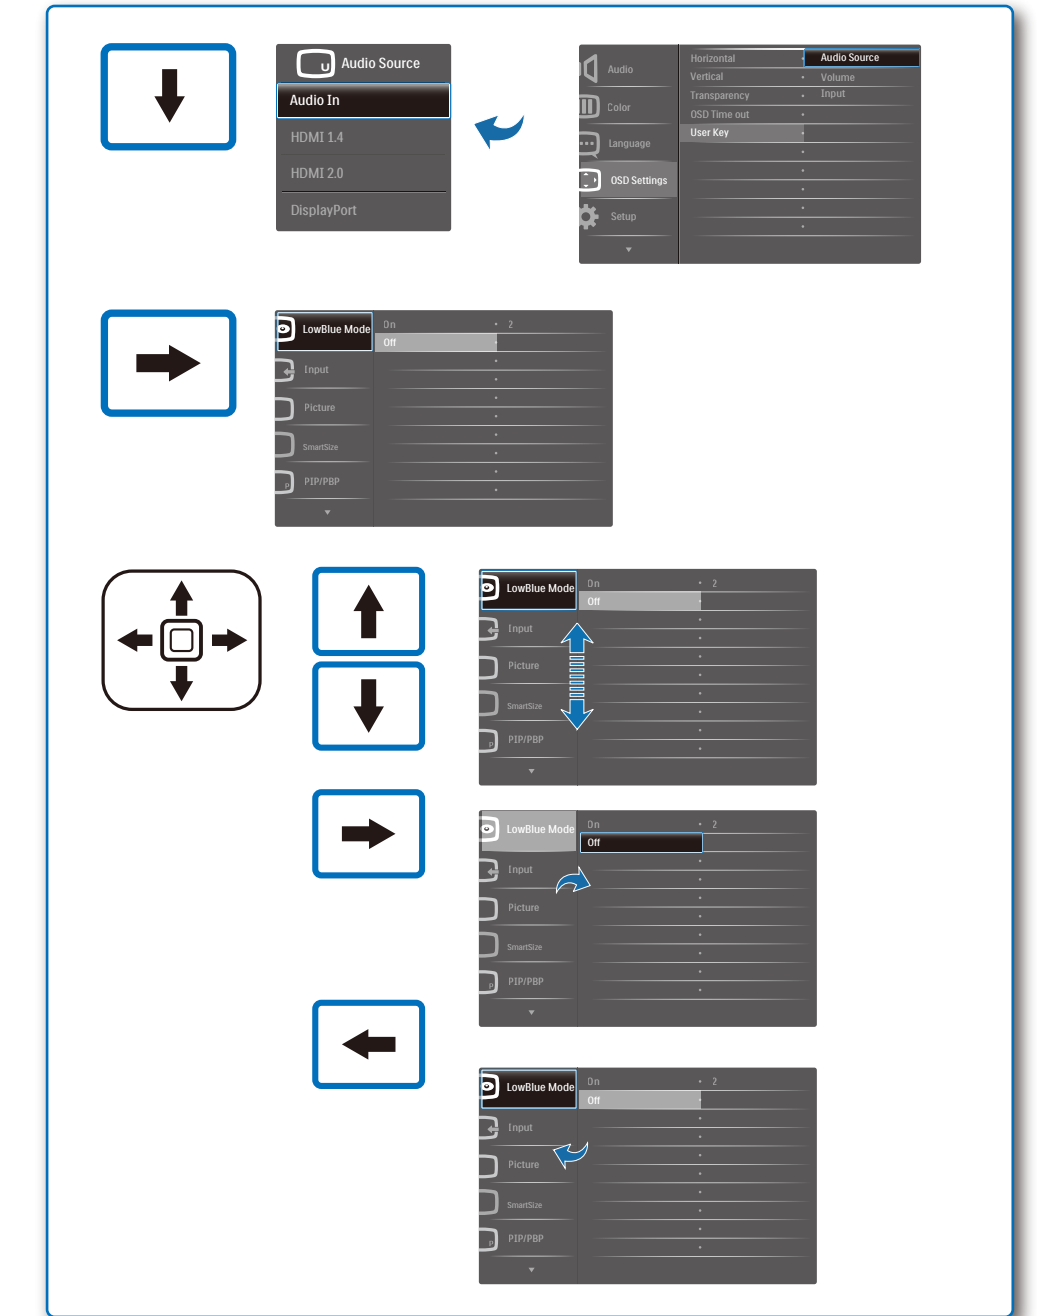 U Audio Source
Audio In
HDMI 1.4
HDMI 2.0
DisplayPort
Audio
Color
Language
OSD Settings
Setup
Horizontal
Vertical
Transparency
OSD Time out
User Key
Audio Source
Volume
Input
LowBlue Mode
Input
Picture
SmartSize
P PIP/PBP
On 2
Off
LowBlue Mode
Input
Picture
SmartSize
P PIP/PBP
On 2
Off
LowBlue Mode
Input
Picture
SmartSize
P PIP/PBP
On 2
Off
LowBlue Mode
Input
Picture
SmartSize
P PIP/PBP
On 2
Off